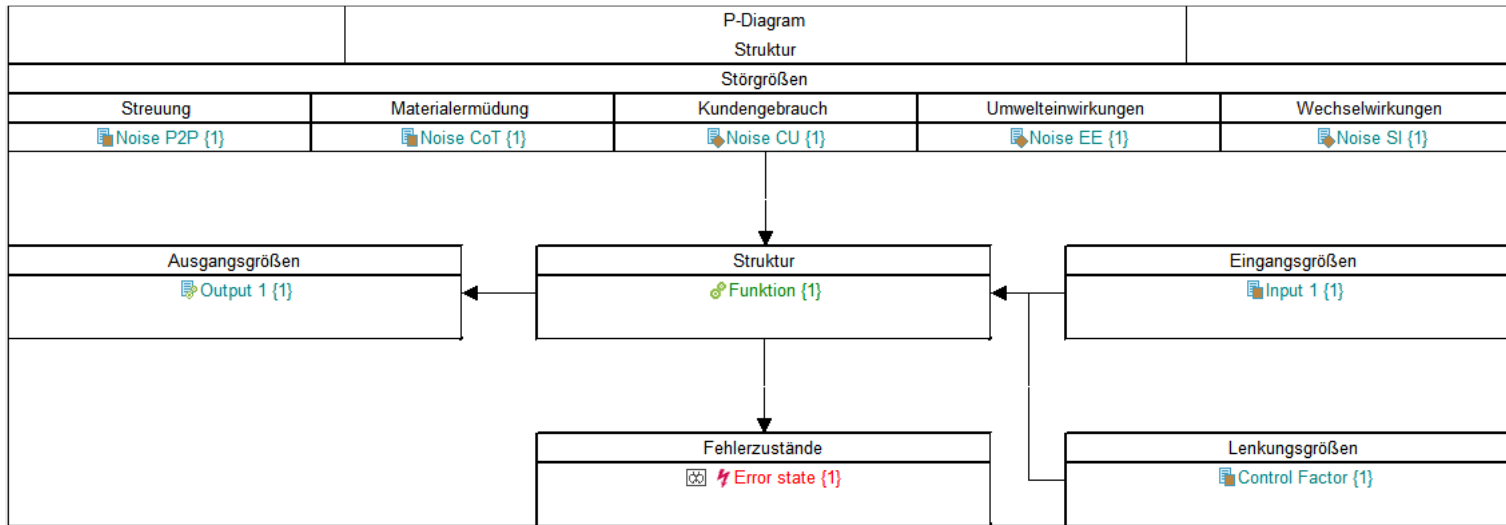 P-Diagram
Struktur
Störgrößen
Streuung
Materialermüdung
Kundengebrauch
Umwelteinwirkungen
Wechselwirkungen
Noise P2P {1}
Noise CoT {1}
Noise CU {1}
Noise EE {1}
Noise SI {1}
Ausgangsgrößen
Struktur
Eingangsgrößen
Output 1 {1}
Funktion {1}
Input 1 {1}
Fehlerzustände
Lenkungsgrößen
Error state {1}
Control Factor {1}